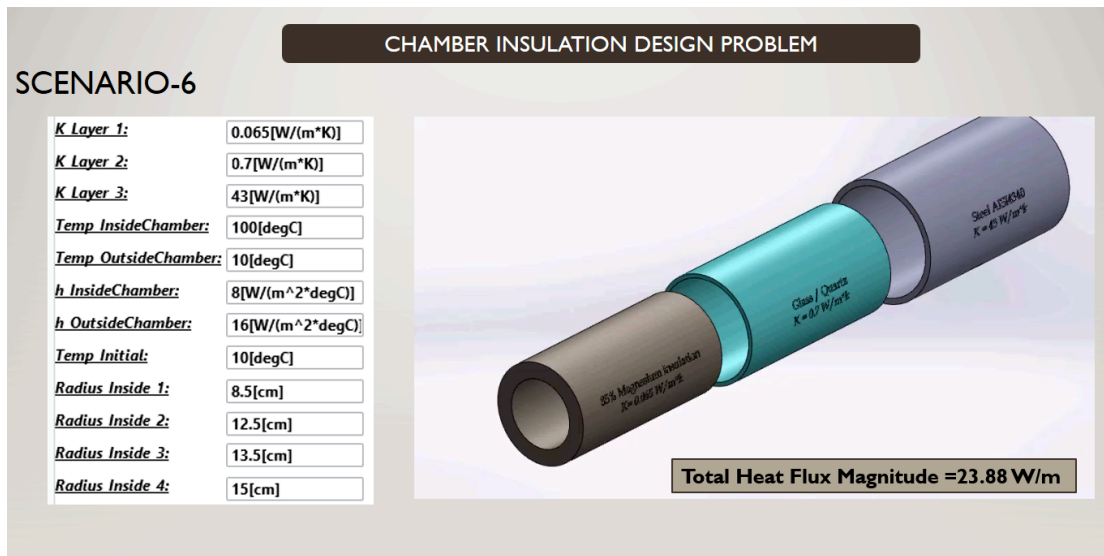 CHAMBER INSULATION DESIGN PROBLEM
SCENARIO-6
K Layer 1: 0.065[W/(m*K)]
K Layer 2: 0.7[W/(m*K)]
K Layer 3: 43[W/(m*K)]
Temp InsideChamber: 100[degC]
Temp OutsideChamber: 10[degC]
h InsideChamber: 8[W/(m^2*degC)]
h OutsideChamber: 16[W/(m^2*degC)]
Temp Initial: 10[degC]
Radius Inside 1: 8.5[cm]
Radius Inside 2: 12.5[cm]
Radius Inside 3: 13.5[cm]
Radius Inside 4: 15[cm]
Steel AISI4340
K = 43 W/m*k
Glass / Quartz
K = 0.7 W/m*k
85% Magnesium insulation
K= 0.065 W/m*k
Total Heat Flux Magnitude =23.88 W/m